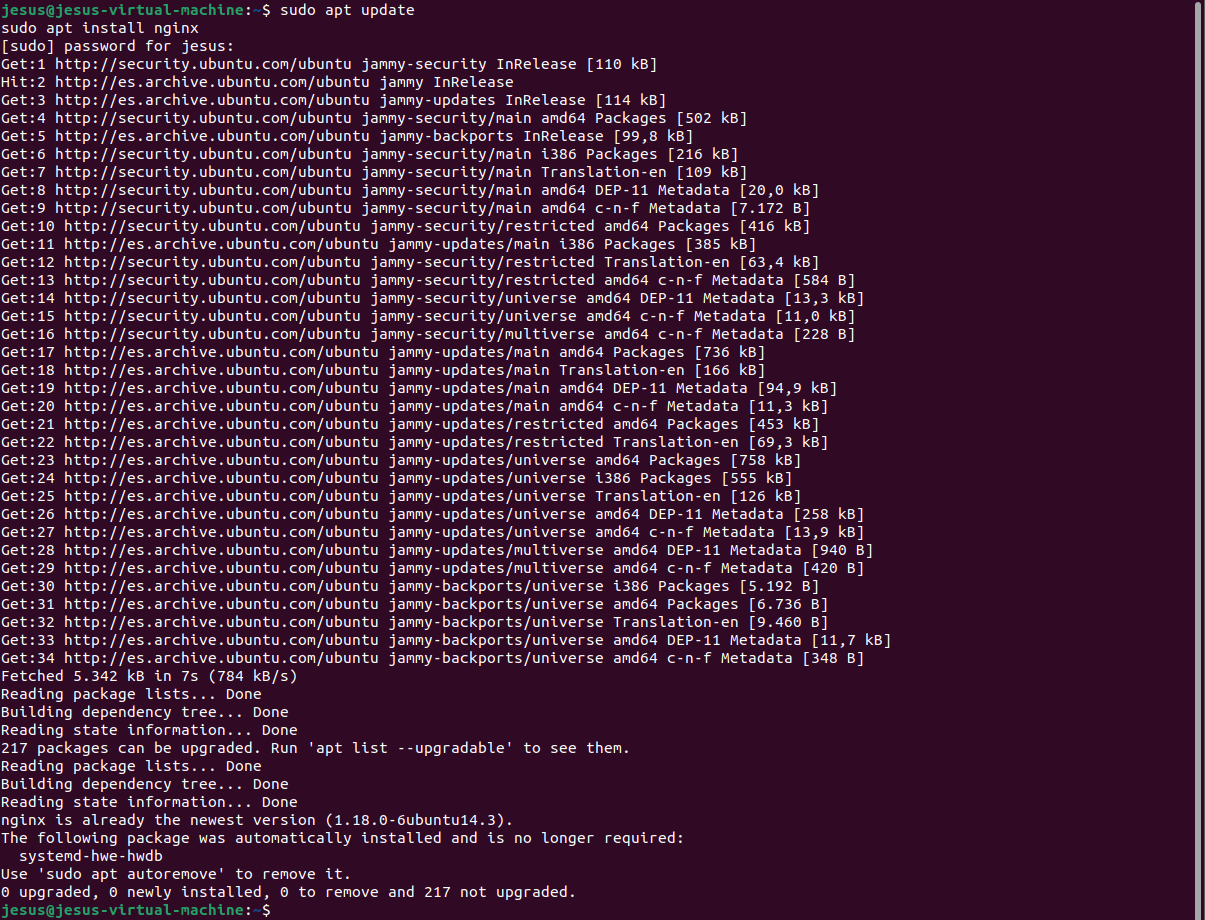 jesus@jesus-virtual-machine:~$ sudo apt update
sudo apt install nginx
[sudo] password for jesus:
Get:1 http://security.ubuntu.com/ubuntu jammy-security InRelease [110 kB]
Hit:2 http://es.archive.ubuntu.com/ubuntu jammy InRelease
Get:3 http://es.archive.ubuntu.com/ubuntu jammy-updates InRelease [114 kB]
Get:4 http://security.ubuntu.com/ubuntu jammy-security/main amd64 Packages [502 kB]
Get:5 http://es.archive.ubuntu.com/ubuntu jammy-backports InRelease [99,8 kB]
Get:6 http://security.ubuntu.com/ubuntu jammy-security/main i386 Packages [216 kB]
Get:7 http://security.ubuntu.com/ubuntu jammy-security/main Translation-en [109 kB]
Get:8 http://security.ubuntu.com/ubuntu jammy-security/main amd64 DEP-11 Metadata [20,0 kB]
Get:9 http://security.ubuntu.com/ubuntu jammy-security/main amd64 c-n-f Metadata [7.172 B]
Get:10 http://security.ubuntu.com/ubuntu jammy-security/restricted amd64 Packages [416 kB]
Get:11 http://es.archive.ubuntu.com/ubuntu jammy-updates/main i386 Packages [385 kB]
Get:12 http://security.ubuntu.com/ubuntu jammy-security/restricted Translation-en [63,4 kB]
Get:13 http://security.ubuntu.com/ubuntu jammy-security/restricted amd64 c-n-f Metadata [584 B]
Get:14 http://security.ubuntu.com/ubuntu jammy-security/universe amd64 DEP-11 Metadata [13,3 kB]
Get:15 http://security.ubuntu.com/ubuntu jammy-security/universe amd64 c-n-f Metadata [11,0 kB]
Get:16 http://security.ubuntu.com/ubuntu jammy-security/multiverse amd64 c-n-f Metadata [228 B]
Get:17 http://es.archive.ubuntu.com/ubuntu jammy-updates/main amd64 Packages [736 kB]
Get:18 http://es.archive.ubuntu.com/ubuntu jammy-updates/main Translation-en [166 kB]
Get:19 http://es.archive.ubuntu.com/ubuntu jammy-updates/main amd64 DEP-11 Metadata [94,9 kB]
Get:20 http://es.archive.ubuntu.com/ubuntu jammy-updates/main amd64 c-n-f Metadata [11,3 kB]
Get:21 http://es.archive.ubuntu.com/ubuntu jammy-updates/restricted amd64 Packages [453 kB]
Get:22 http://es.archive.ubuntu.com/ubuntu jammy-updates/restricted Translation-en [69,3 kB]
Get:23 http://es.archive.ubuntu.com/ubuntu jammy-updates/universe amd64 Packages [758 kB]
Get:24 http://es.archive.ubuntu.com/ubuntu jammy-updates/universe i386 Packages [555 kB]
Get:25 http://es.archive.ubuntu.com/ubuntu jammy-updates/universe Translation-en [126 kB]
Get:26 http://es.archive.ubuntu.com/ubuntu jammy-updates/universe amd64 DEP-11 Metadata [258 kB]
Get:27 http://es.archive.ubuntu.com/ubuntu jammy-updates/universe amd64 c-n-f Metadata [13,9 kB]
Get:28 http://es.archive.ubuntu.com/ubuntu jammy-updates/multiverse amd64 DEP-11 Metadata [940 B]
Get:29 http://es.archive.ubuntu.com/ubuntu jammy-updates/multiverse amd64 c-n-f Metadata [420 B]
Get:30 http://es.archive.ubuntu.com/ubuntu jammy-backports/universe i386 Packages [5.192 B]
Get:31 http://es.archive.ubuntu.com/ubuntu jammy-backports/universe amd64 Packages [6.736 B]
Get:32 http://es.archive.ubuntu.com/ubuntu jammy-backports/universe Translation-en [9.460 B]
Get:33 http://es.archive.ubuntu.com/ubuntu jammy-backports/universe amd64 DEP-11 Metadata [11,7 kB]
Get:34 http://es.archive.ubuntu.com/ubuntu jammy-backports/universe amd64 c-n-f Metadata [348 B]
Fetched 5.342 kB in 7s (784 kB/s)
Reading package lists... Done
Building dependency tree... Done
Reading state information... Done
217 packages can be upgraded. Run 'apt list --upgradable' to see them.
Reading package lists... Done
Building dependency tree... Done
Reading state information... Done
nginx is already the newest version (1.18.0-6ubuntu14.3).
The following package was automatically installed and is no longer required:
  systemd-hwe-hwdb
Use 'sudo apt autoremove' to remove it.
0 upgraded, 0 newly installed, 0 to remove and 217 not upgraded.
jesus@jesus-virtual-machine:~$